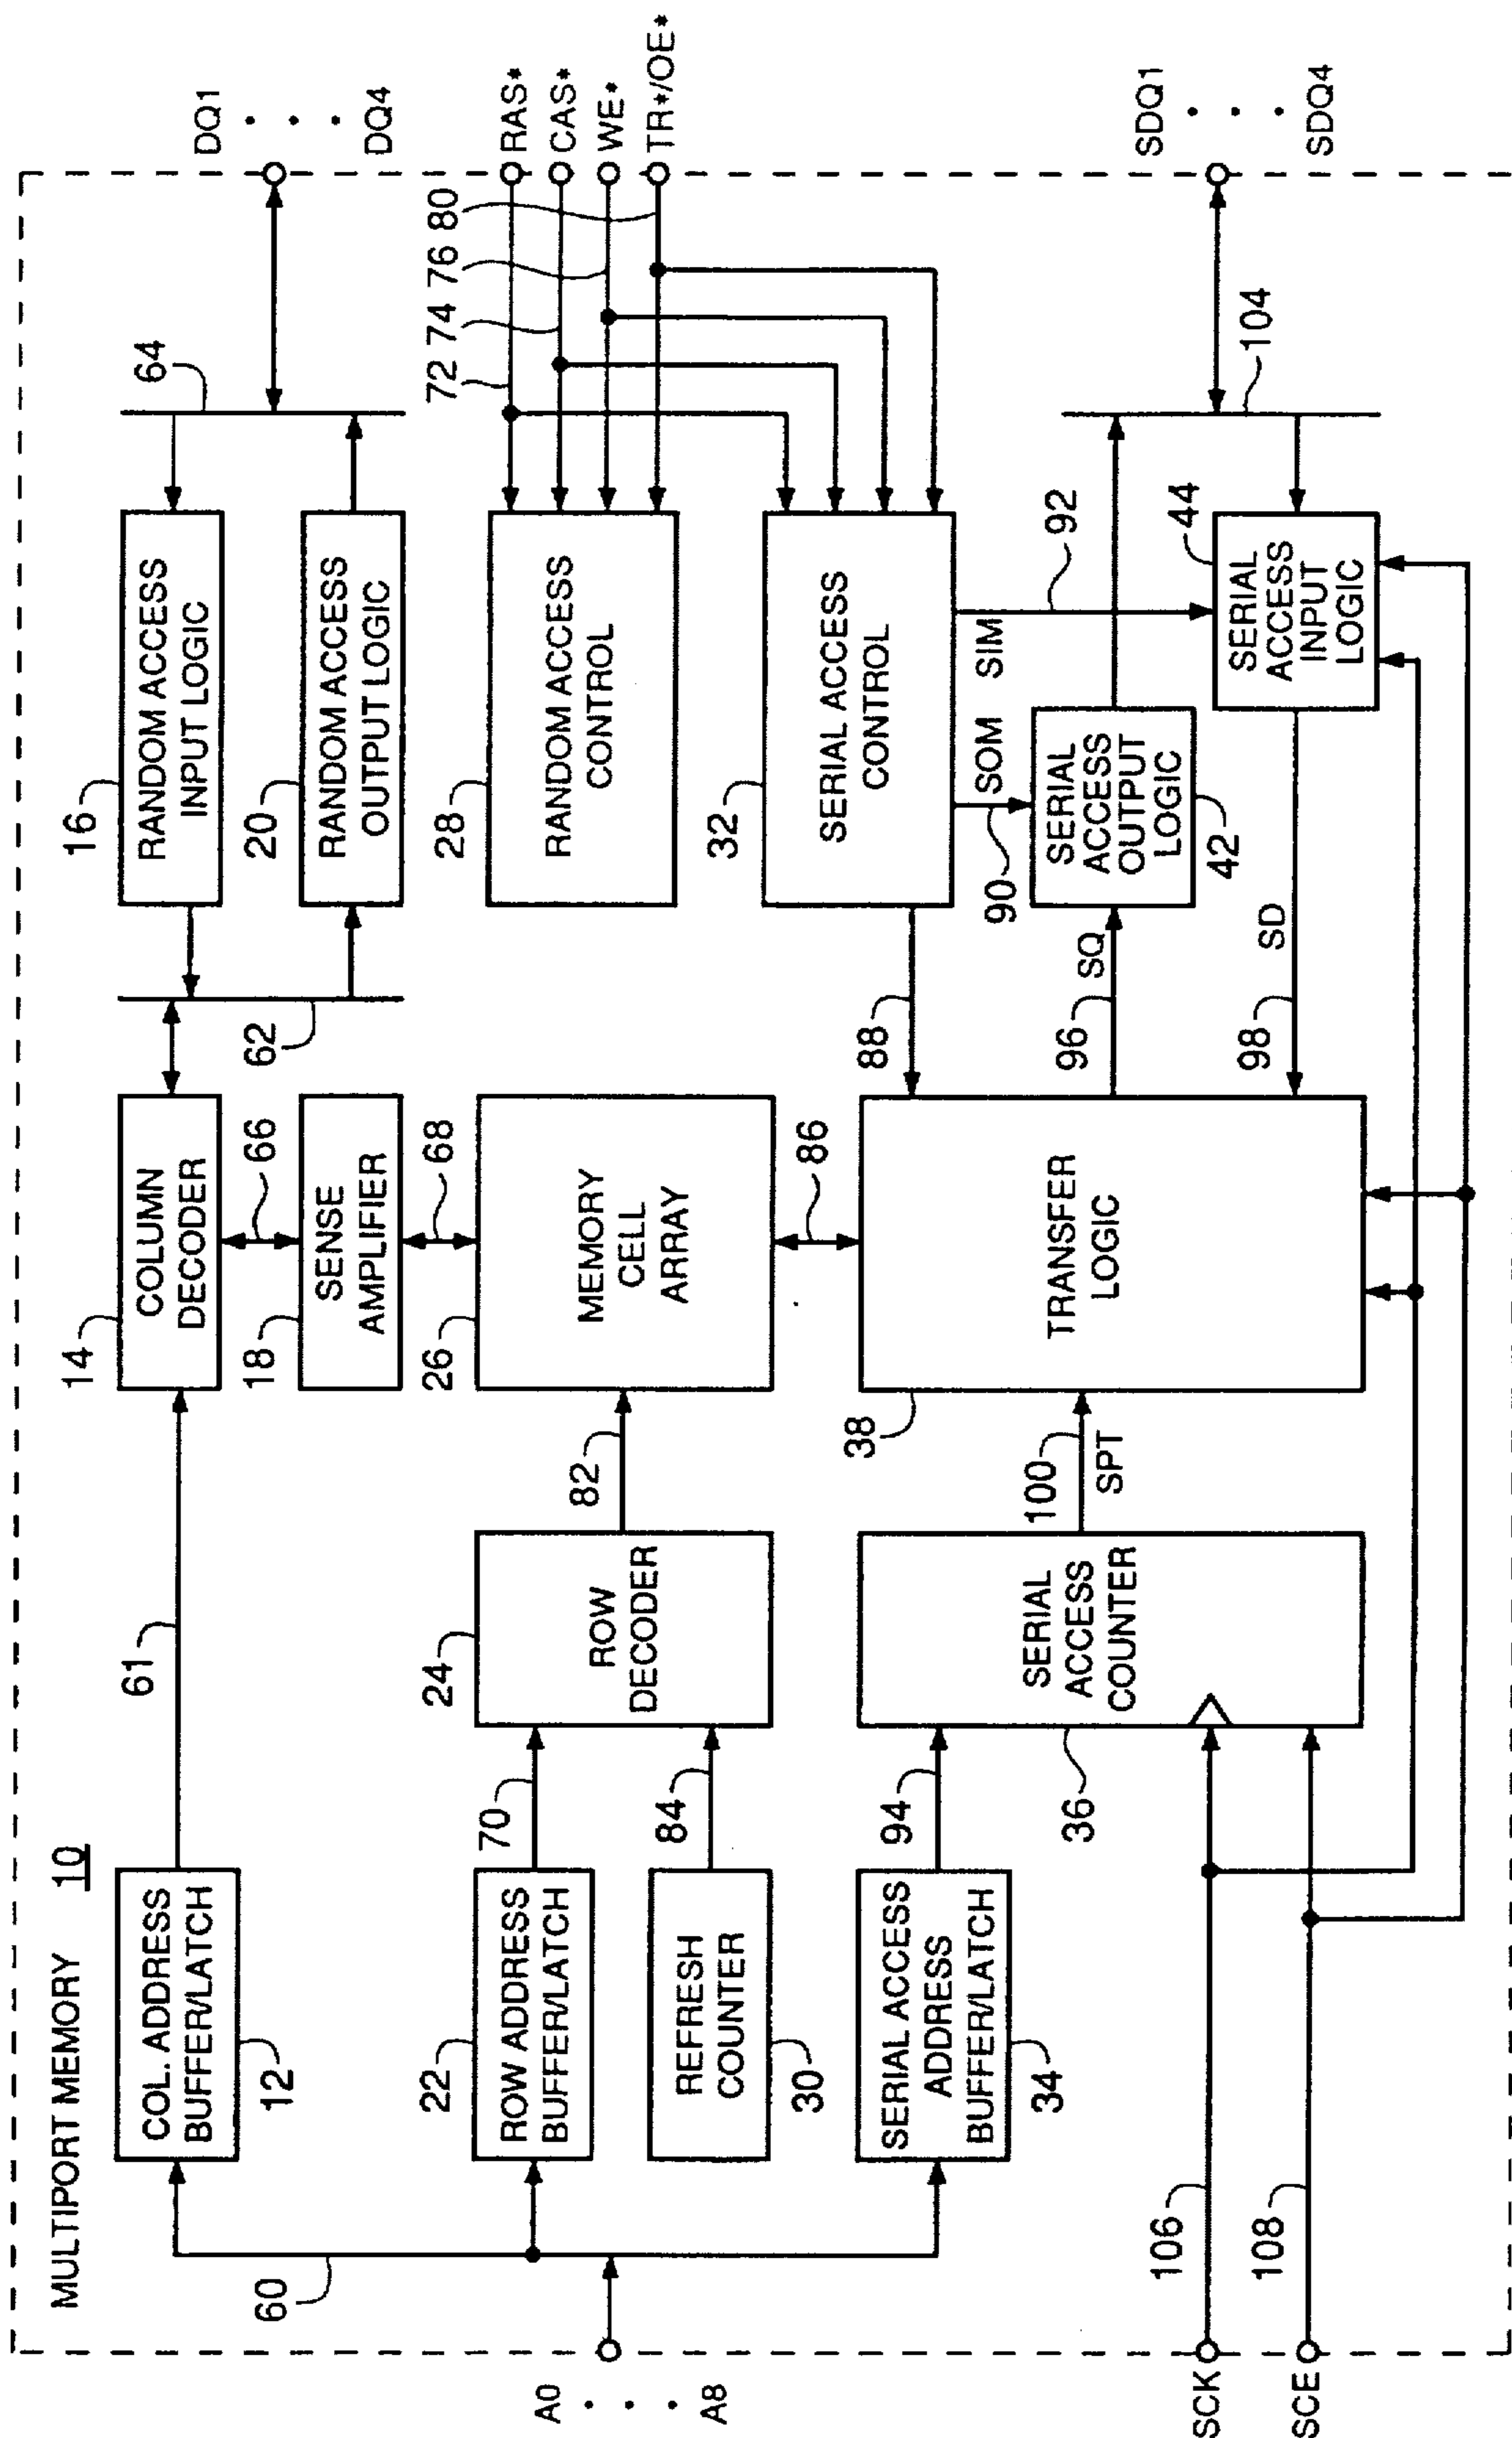 MULTIPORT MEMORY 10
COL. ADDRESS
BUFFER/LATCH
12
61
14
COLUMN
DECODER
66
62
16
RANDOM ACCESS
INPUT LOGIC
64
DQ1
DQ4
18
SENSE
AMPLIFIER
68
20
RANDOM ACCESS
OUTPUT LOGIC
60
A0
A8
22
ROW ADDRESS
BUFFER/LATCH
70
24
ROW
DECODER
82
26
MEMORY
CELL
ARRAY
28
RANDOM ACCESS
CONTROL
72
74
76
80
RAS*
CAS*
WE*
TR*/OE*
REFRESH
COUNTER
30
84
86
32
SERIAL ACCESS
CONTROL
SERIAL ACCESS
ADDRESS
BUFFER/LATCH
34
94
36
SERIAL
ACCESS
COUNTER
100
SPT
38
TRANSFER
LOGIC
88
90
SOM
SIM
92
96
SQ
SERIAL
ACCESS
OUTPUT
LOGIC
42
104
SDQ1
SDQ4
98
SD
44
SERIAL
ACCESS
INPUT
LOGIC
SCK
106
SCE
108